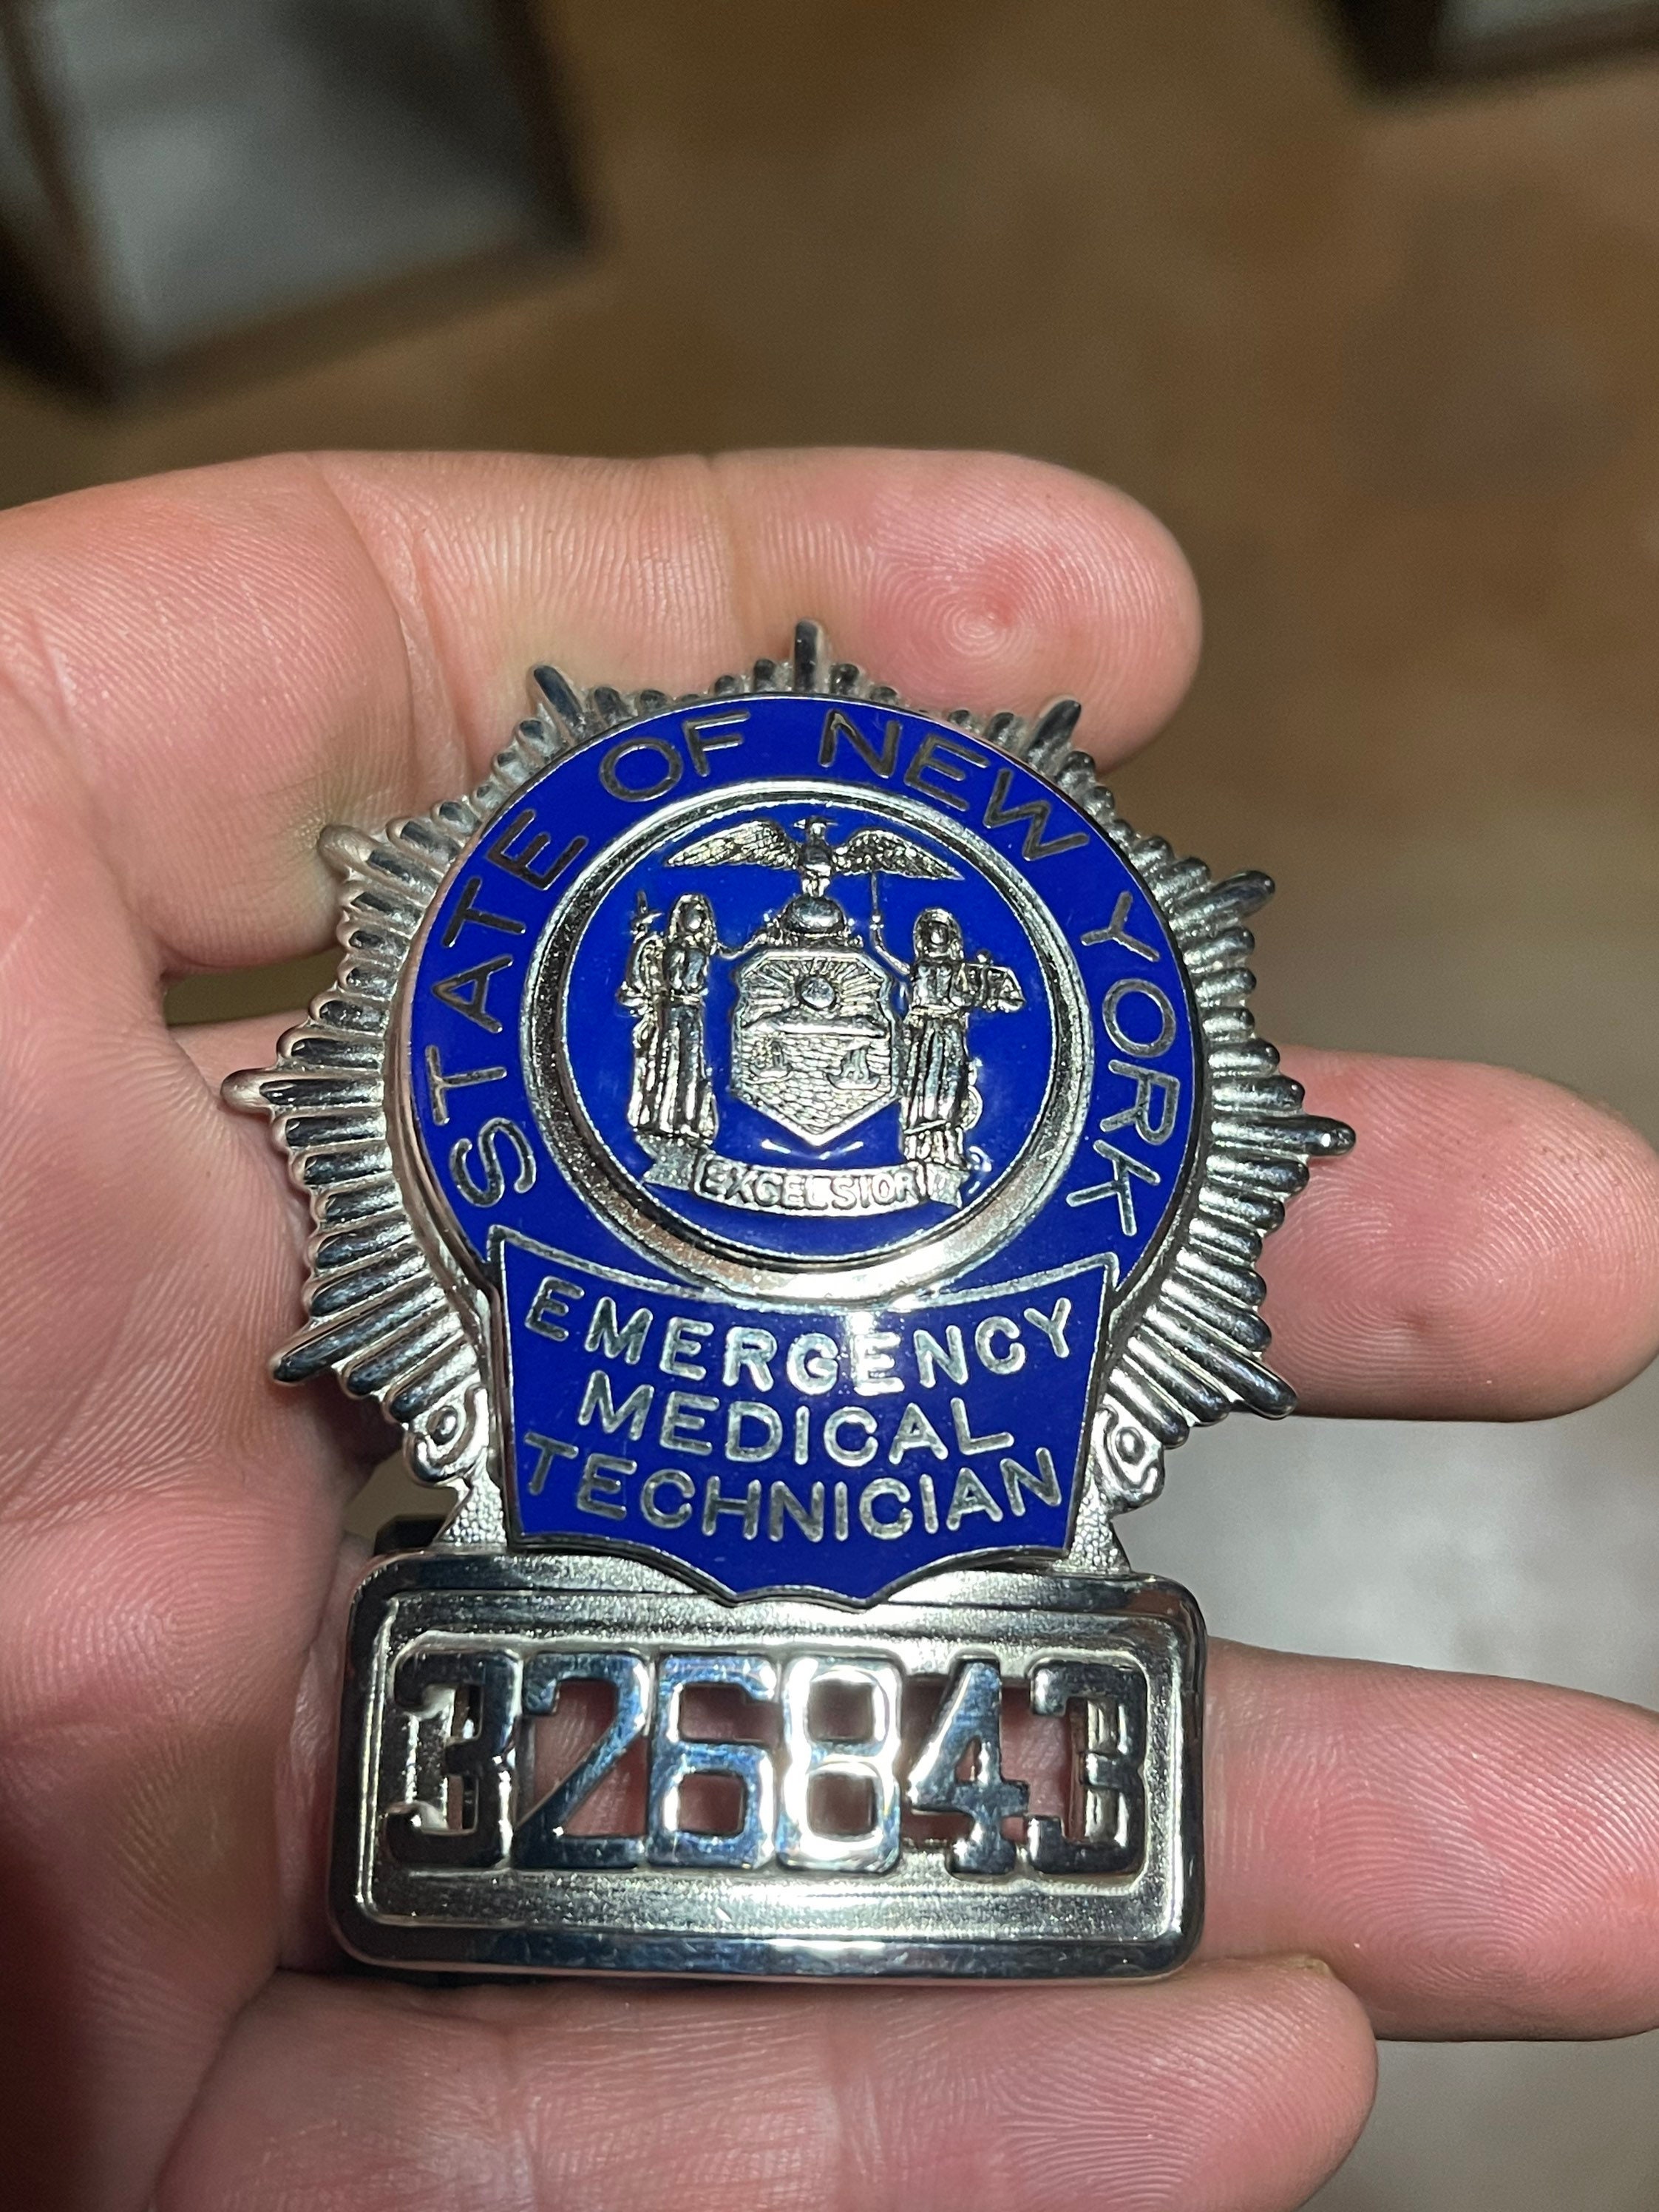 STATE OF NEW YORK
EXCELSIOR
EMERGENCY
MEDICAL
TECHNICIAN
326843